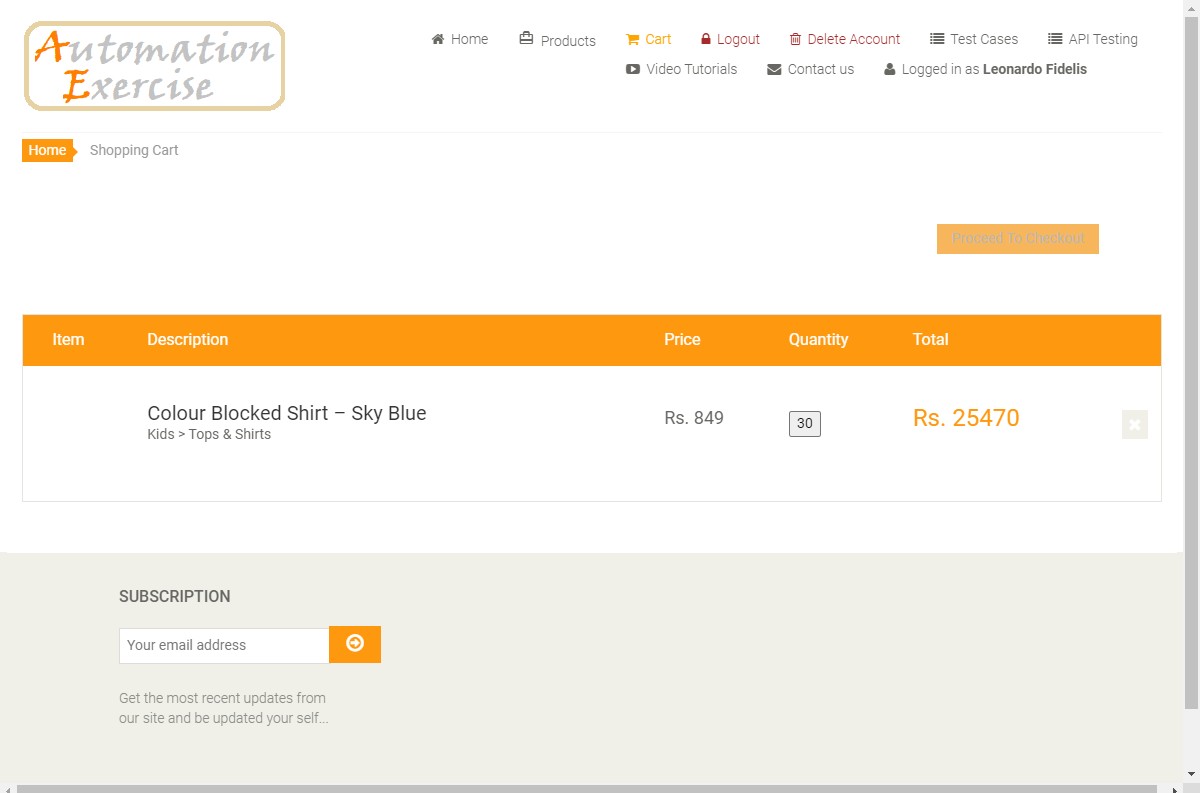 Automation
Exercise
Home
Products
Cart
Logout
Delete Account
Test Cases
API Testing
Video Tutorials
Contact us
Logged in as Leonardo Fidelis
Home
Shopping Cart
Proceed To Checkout
Item Description Price Quantity Total
Colour Blocked Shirt – Sky Blue
Kids > Tops & Shirts
Rs. 849
30
Rs. 25470
SUBSCRIPTION
Your email address
Get the most recent updates from
our site and be updated your self...